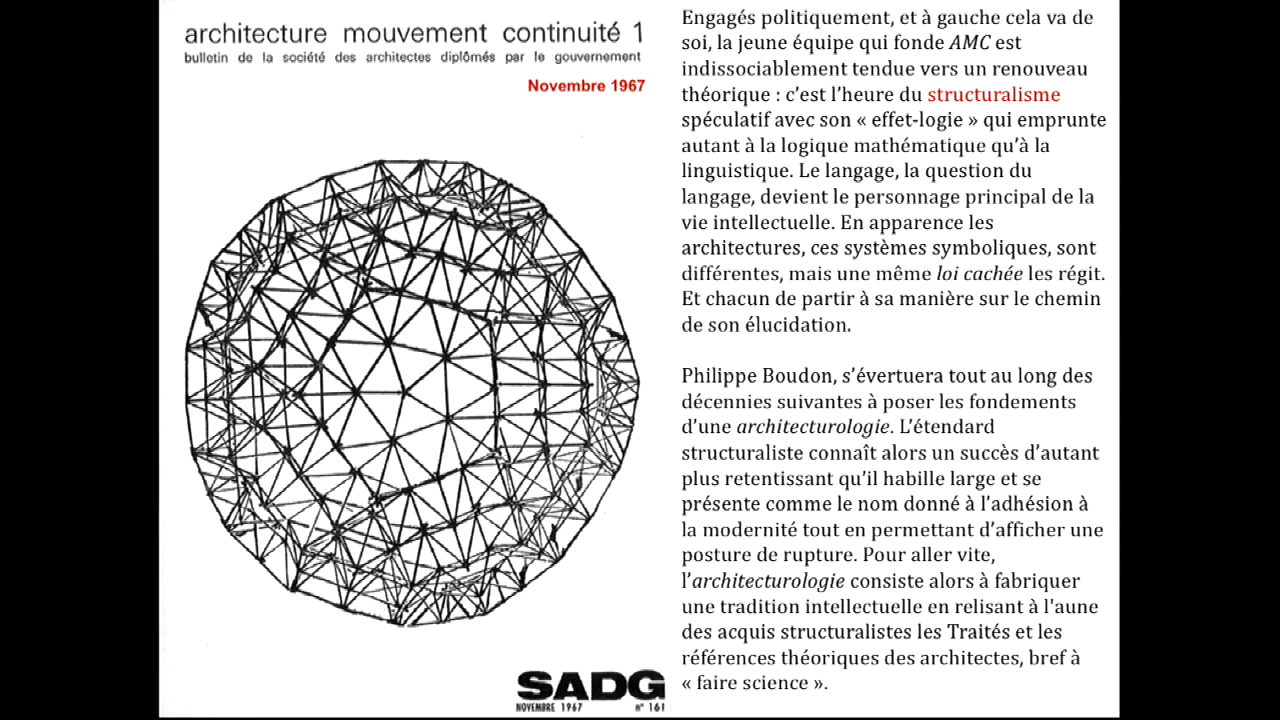 architecture mouvement continuité 1
bulletin de la société des architectes diplômés par le gouvernement
Novembre 1967
SADG
NOVEMBRE 1967 n° 161
Engagés politiquement, et à gauche cela va de
soi, la jeune équipe qui fonde AMC est
indissociablement tendue vers un renouveau
théorique : c’est l’heure du structuralisme
spéculatif avec son « effet-logie » qui emprunte
autant à la logique mathématique qu’à la
linguistique. Le langage, la question du
langage, devient le personnage principal de la
vie intellectuelle. En apparence les
architectures, ces systèmes symboliques, sont
différentes, mais une même loi cachée les régit.
Et chacun de partir à sa manière sur le chemin
de son élucidation.
Philippe Boudon, s’évertuera tout au long des
décennies suivantes à poser les fondements
d’une architecturologie. L’étendard
structuraliste connaît alors un succès d’autant
plus retentissant qu’il habille large et se
présente comme le nom donné à l’adhésion à
la modernité tout en permettant d’afficher une
posture de rupture. Pour aller vite,
l’architecturologie consiste alors à fabriquer
une tradition intellectuelle en relisant à l'aune
des acquis structuralistes les Traités et les
références théoriques des architectes, bref à
« faire science ».